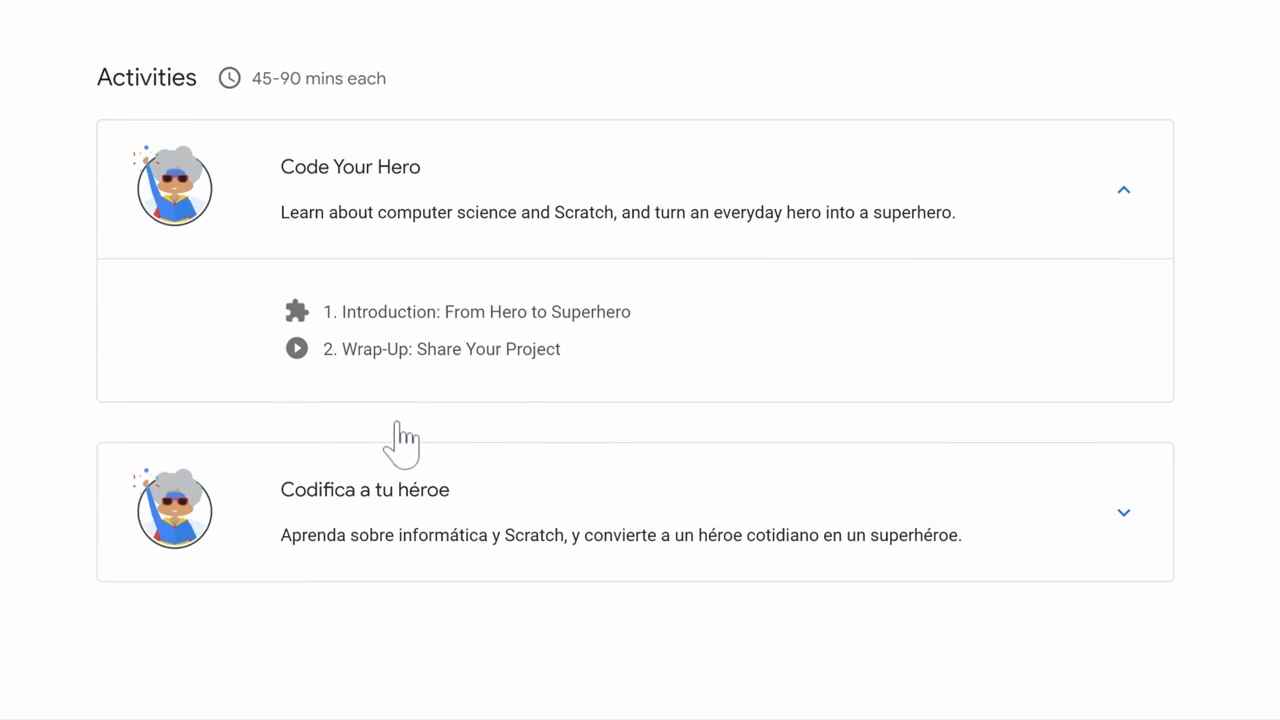 Activities 45-90 mins each
Code Your Hero
Learn about computer science and Scratch, and turn an everyday hero into a superhero.
1. Introduction: From Hero to Superhero
2. Wrap-Up: Share Your Project
Codifica a tu héroe
Aprenda sobre informática y Scratch, y convierte a un héroe cotidiano en un superhéroe.